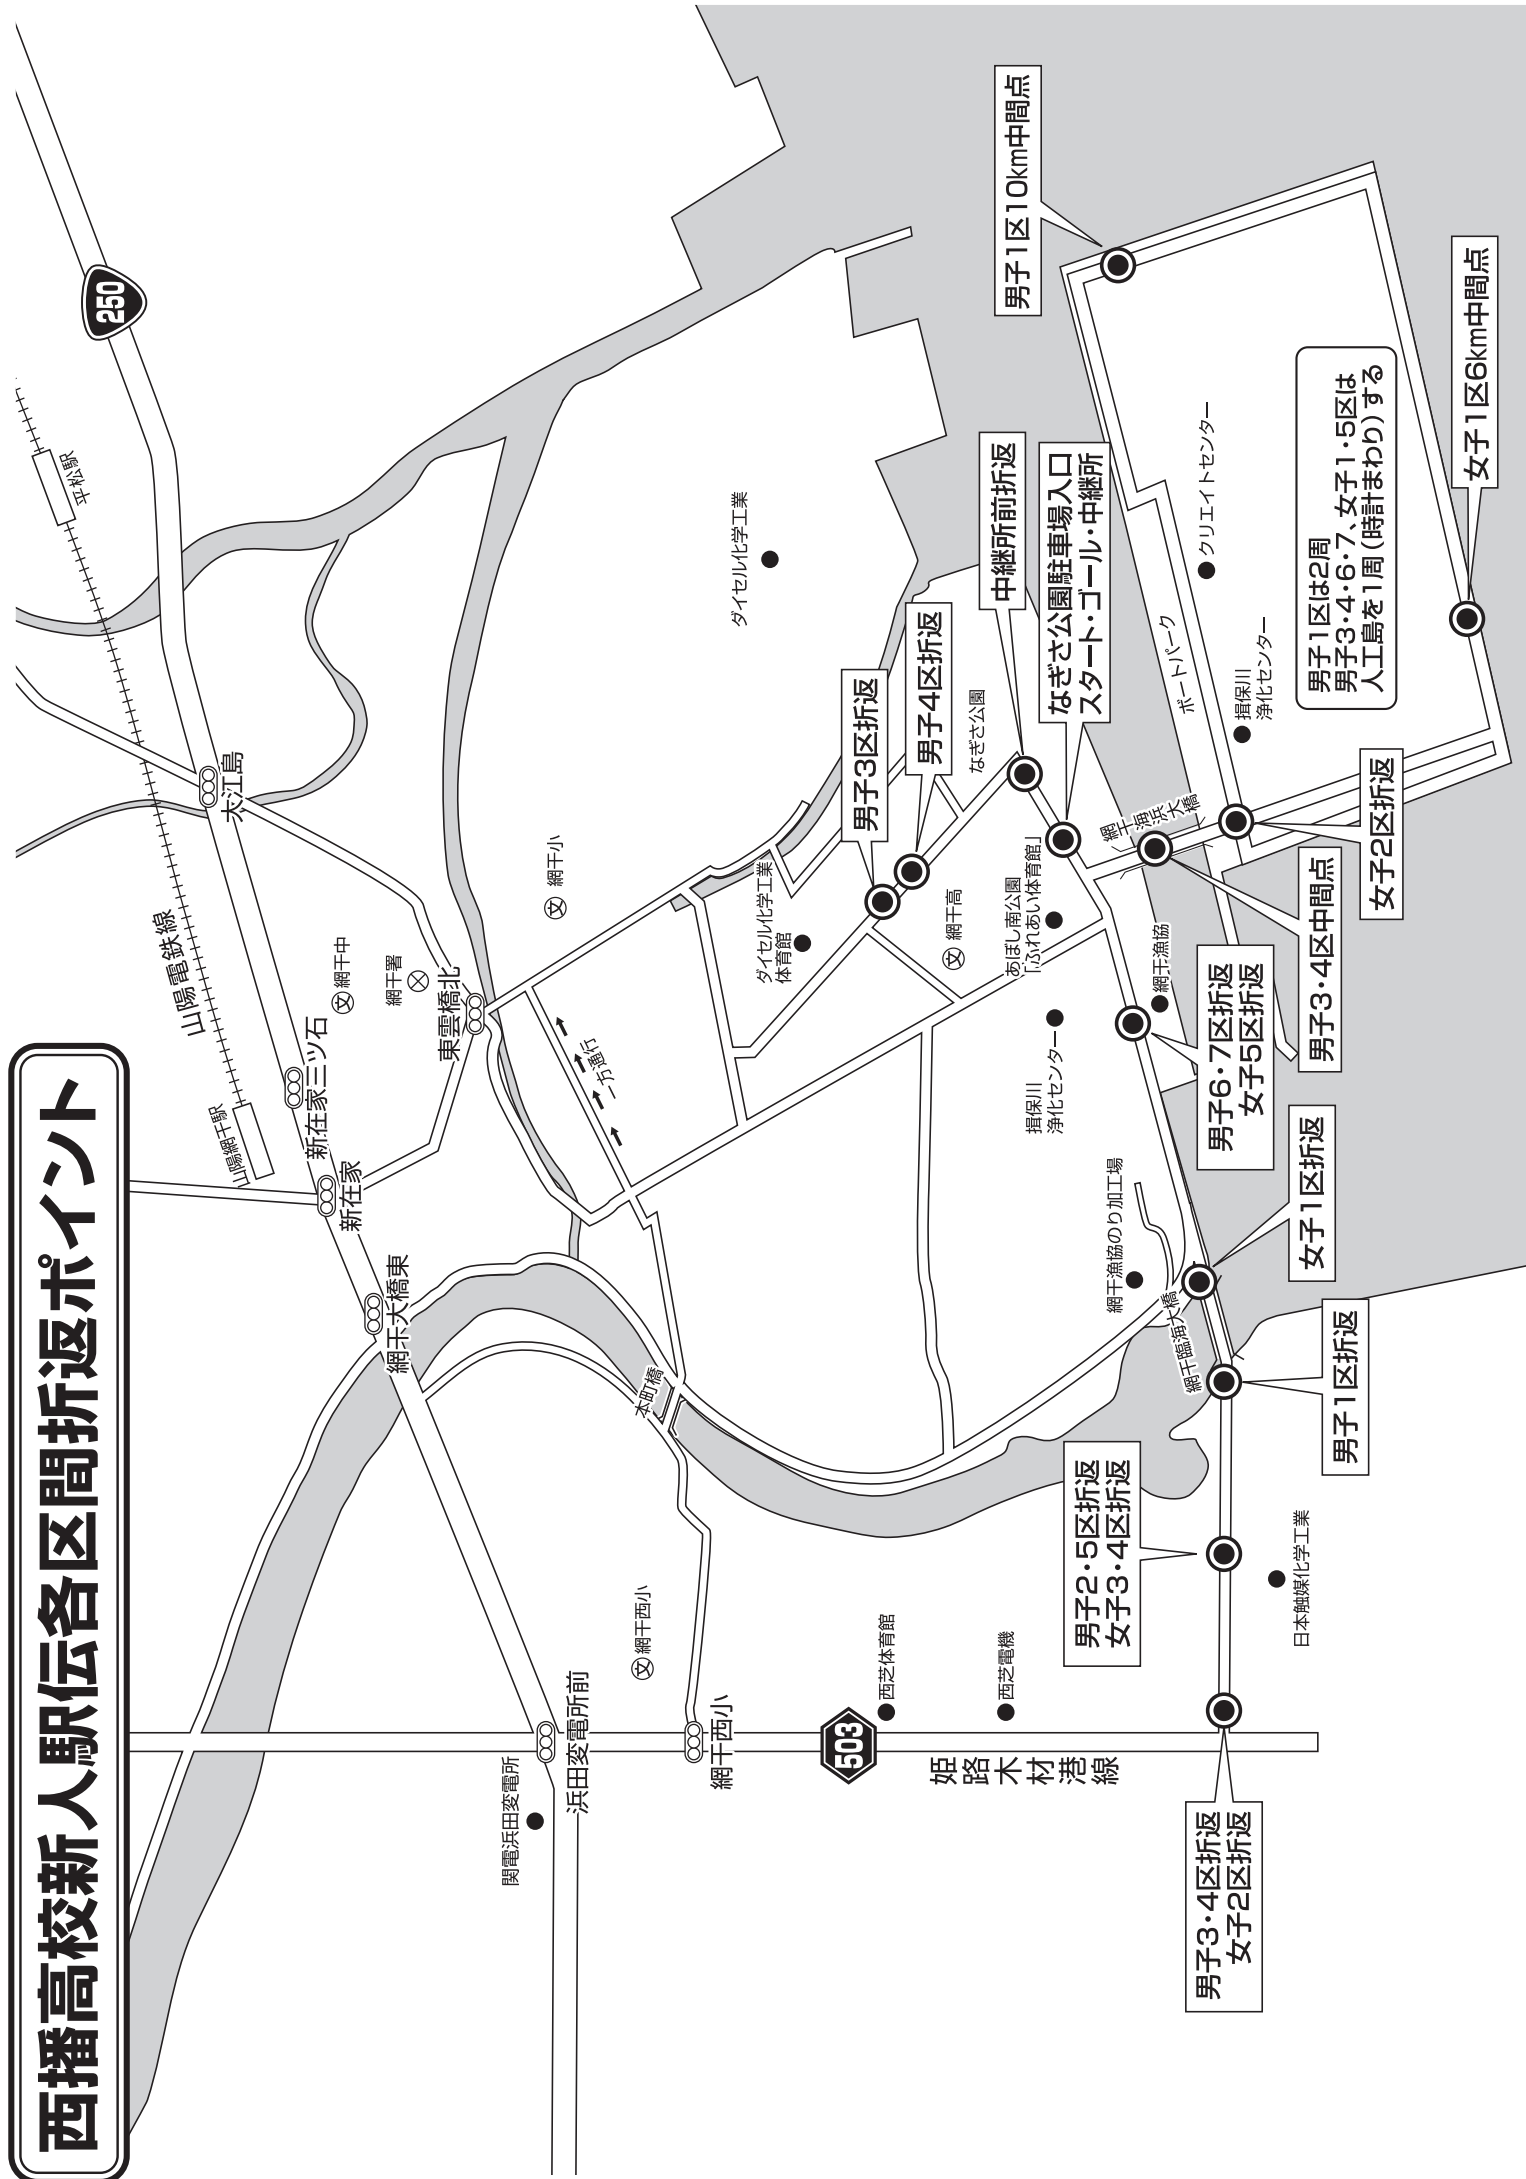 西播高校新人駅伝各区間折返ポイント
250
平松駅
山陽電鉄線
山陽網干駅
大江島
新在家三ツ石
新在家
網干大橋東
網干中
網干署
東雲橋北
網干小
一方通行
本町橋
関電浜田変電所
浜田変電所前
網干西小
網干西小
503
姫路木材港線
西芝体育館
西芝電機
ダイセル化学工業
ダイセル化学工業
体育館
網干高
なぎさ公園
あぼし南公園
「ふれあい体育館」
揖保川
浄化センター
網干漁協
網干漁協のり加工場
網干臨海大橋
網干海浜大橋
日本触媒化学工業
ポートパーク
クリエイトセンター
揖保川
浄化センター
男子1区10km中間点
女子1区6km中間点
男子1区は2周
男子3・4・6・7、女子1・5区は
人工島を1周(時計まわり)する
中継所前折返
なぎさ公園駐車場入口
スタート・ゴール・中継所
男子3区折返
男子4区折返
女子2区折返
男子3・4区中間点
男子6・7区折返
女子5区折返
女子1区折返
男子1区折返
男子2・5区折返
女子3・4区折返
男子3・4区折返
女子2区折返